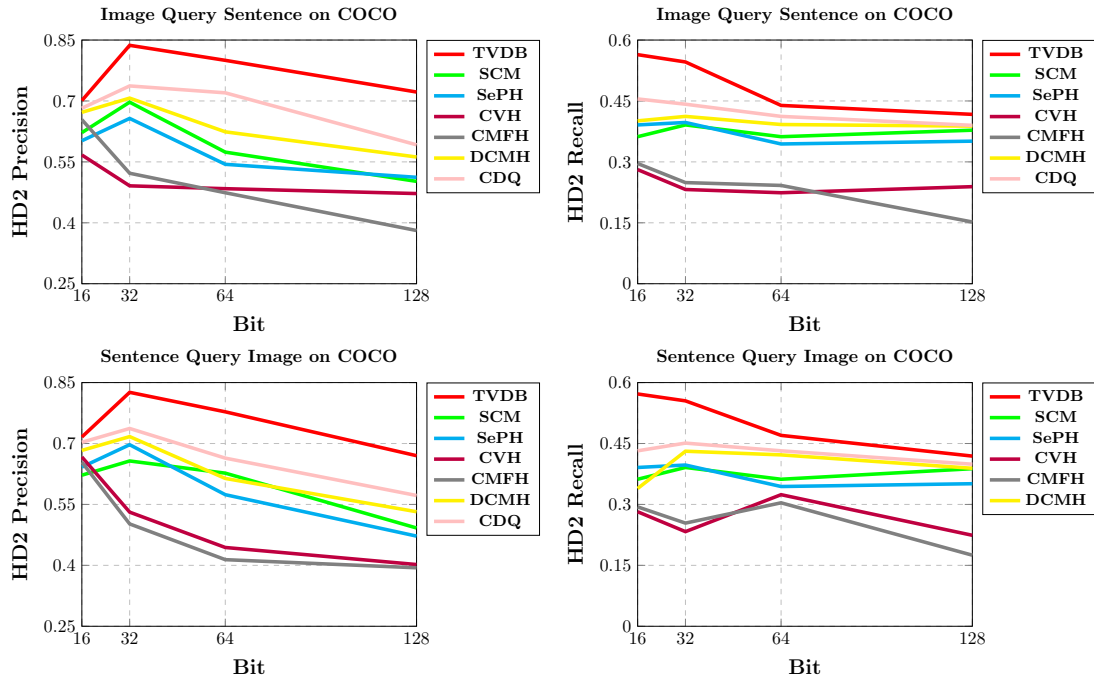 Image Query Sentence on COCO
HD2 Precision
0.85
0.7
0.55
0.4
0.25
16
32
64
128
Bit
TVDB
SCM
SePH
CVH
CMFH
DCMH
CDQ
Image Query Sentence on COCO
HD2 Recall
0.6
0.45
0.3
0.15
0
16
32
64
128
Bit
TVDB
SCM
SePH
CVH
CMFH
DCMH
CDQ
Sentence Query Image on COCO
HD2 Precision
0.85
0.7
0.55
0.4
0.25
16
32
64
128
Bit
TVDB
SCM
SePH
CVH
CMFH
DCMH
CDQ
Sentence Query Image on COCO
HD2 Recall
0.6
0.45
0.3
0.15
0
16
32
64
128
Bit
TVDB
SCM
SePH
CVH
CMFH
DCMH